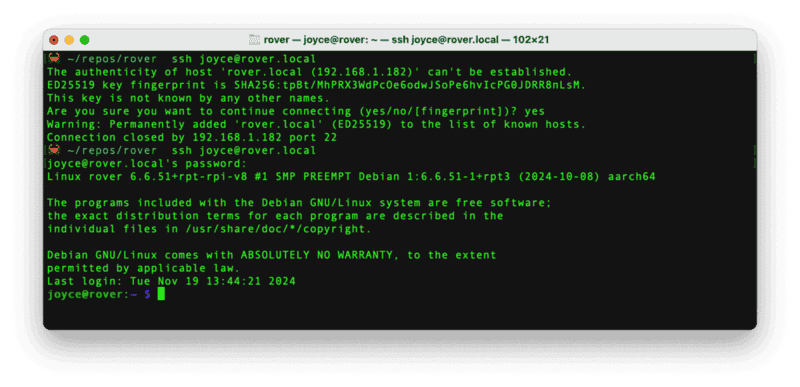 rover — joyce@rover: ~ — ssh joyce@rover.local — 102×21
~/repos/rover ssh joyce@rover.local
The authenticity of host 'rover.local (192.168.1.182)' can't be established.
ED25519 key fingerprint is SHA256:tpBt/MhPRX3WdPcOe6odwJSoPe6hvIcPG0JDRR8nLsM.
This key is not known by any other names.
Are you sure you want to continue connecting (yes/no/[fingerprint])? yes
Warning: Permanently added 'rover.local' (ED25519) to the list of known hosts.
Connection closed by 192.168.1.182 port 22
~/repos/rover ssh joyce@rover.local
joyce@rover.local's password:
Linux rover 6.6.51+rpt-rpi-v8 #1 SMP PREEMPT Debian 1:6.6.51-1+rpt3 (2024-10-08) aarch64
The programs included with the Debian GNU/Linux system are free software;
the exact distribution terms for each program are described in the
individual files in /usr/share/doc/*/copyright.
Debian GNU/Linux comes with ABSOLUTELY NO WARRANTY, to the extent
permitted by applicable law.
Last login: Tue Nov 19 13:44:21 2024
joyce@rover:~ $